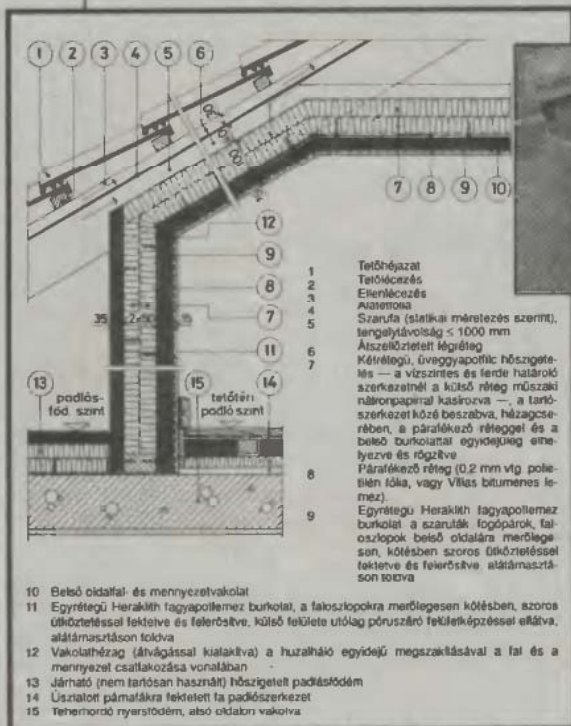 1 2 3 4 5 6
7 8 9 10
12
9
8
7
11
35
13 15 14
padlás-
föd. szint
tetőtéri
padló szint
1 Tetőhéjazat
2 Tetőlécezés
3 Ellenlécezés
4 Alátétfólia
5 Szarufa (statikai méretezés szerint),
tengelytávolság ≤ 1000 mm
6 Átszellőztetett légréteg
7 Kétrétegű, üveggyapotfilc hőszigete-
lés — a vízszintes és ferde határoló
szerkezetnél a külső réteg műszaki
nátronpapírral kasírozva —, a tartó-
szerkezet közé beszabva, hézagcse-
rében, a párafékező réteggel és a
belső burkolattal egyidejűleg elhe-
lyezve és rögzítve
8 Párafékező réteg (0,2 mm vtg. polie-
tilén fólia, vagy Villas bitumenes le-
mez)
9 Egyrétegű Heraklith fagyapotlemez
burkolat a szarufák fogópárok, fal-
oszlopok belső oldalára merőlege-
sen, kötésben szoros ütköztetéssel
fektetve és felerősítve, alátámasztá-
son toldva
10 Belső oldalfal- és mennyezetvakolat
11 Egyrétegű Heraklith fagyapotlemez burkolat, a faloszlopokra merőlegesen kötésben, szoros
ütköztetéssel fektetve és felerősítve, külső felülete utólag póruszáró felületképzéssel ellátva,
alátámasztáson toldva
12 Vakolathézag (átvágással kialakítva) a huzalháló egyidejű megszakításával a fal és a
mennyezet csatlakozása vonalában
13 Járható (nem tartósan használt) hőszigetelt padlásfödém
14 Úsztatott párnafákra fektetett fa padlószerkezet
15 Teherhordó nyersfödém, alsó oldalon vakolva